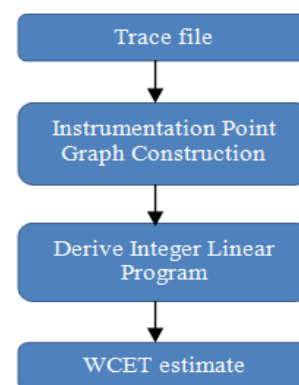 Trace file
Instrumentation Point
Graph Construction
Derive Integer Linear
Program
WCET estimate